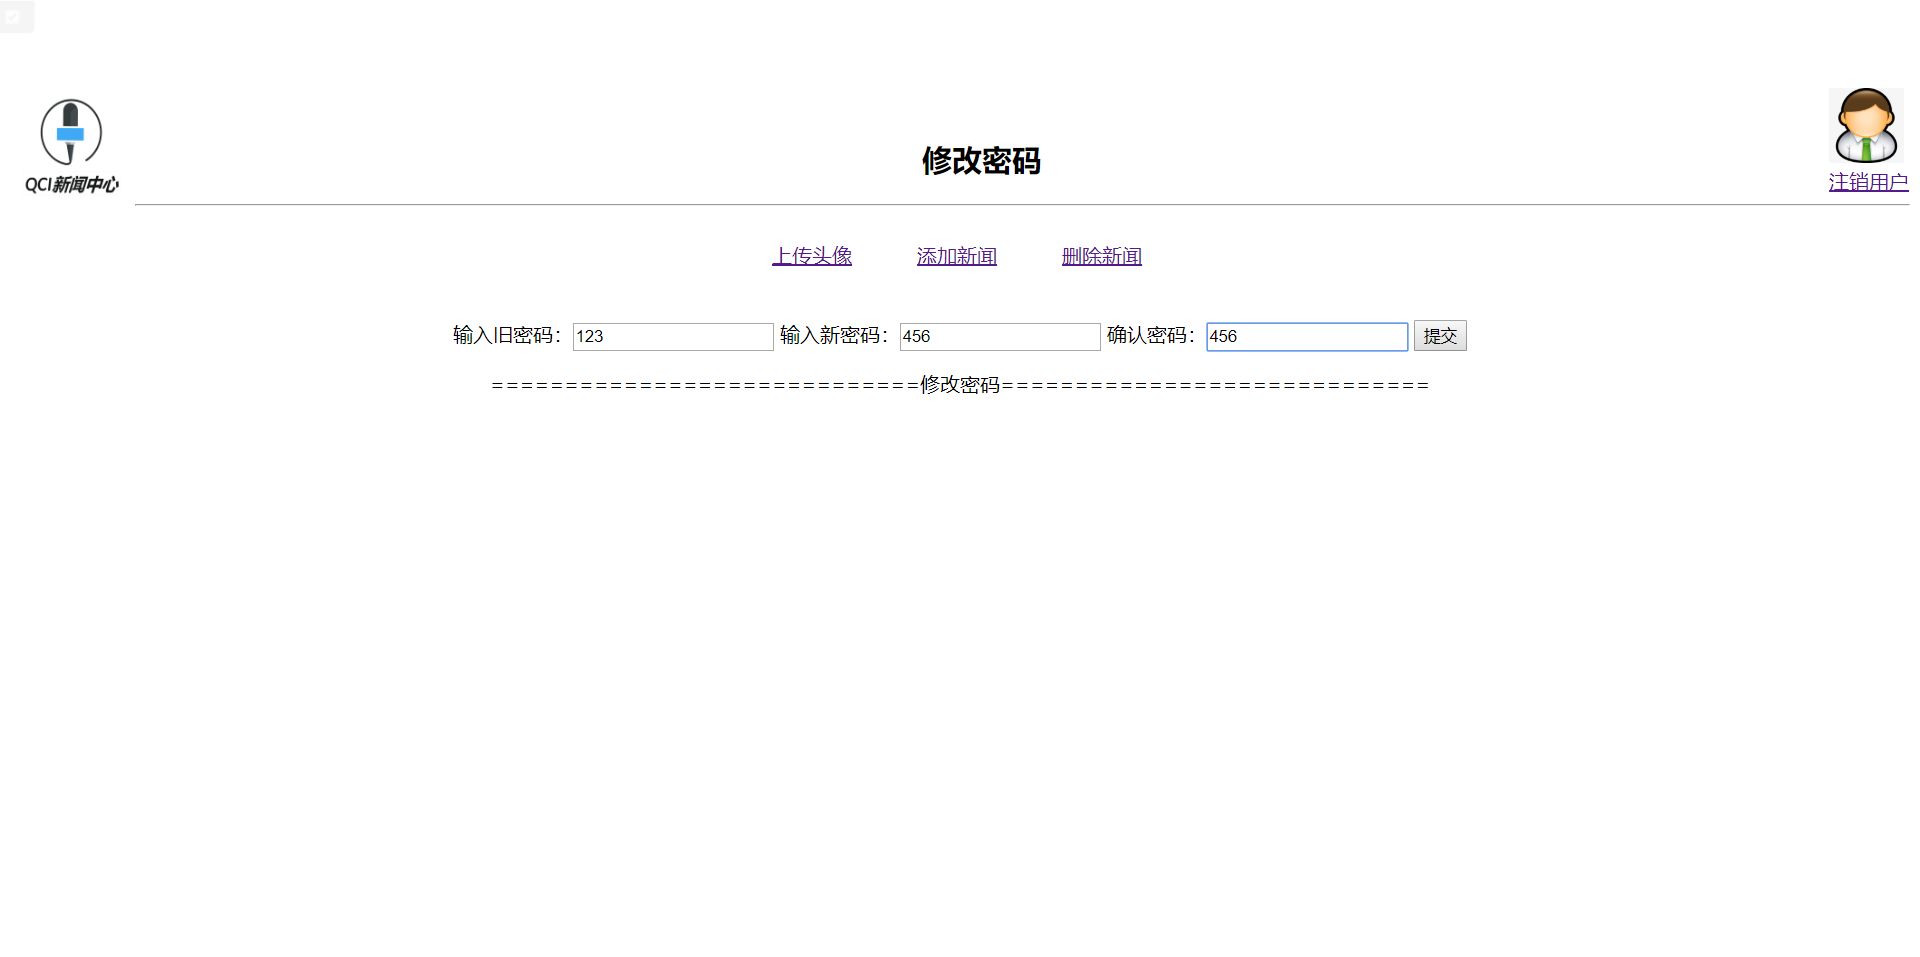 QCI新闻中心
修改密码
注销用户
上传头像 添加新闻 删除新闻
输入旧密码：123 输入新密码：456 确认密码：456 提交
=============================修改密码=============================